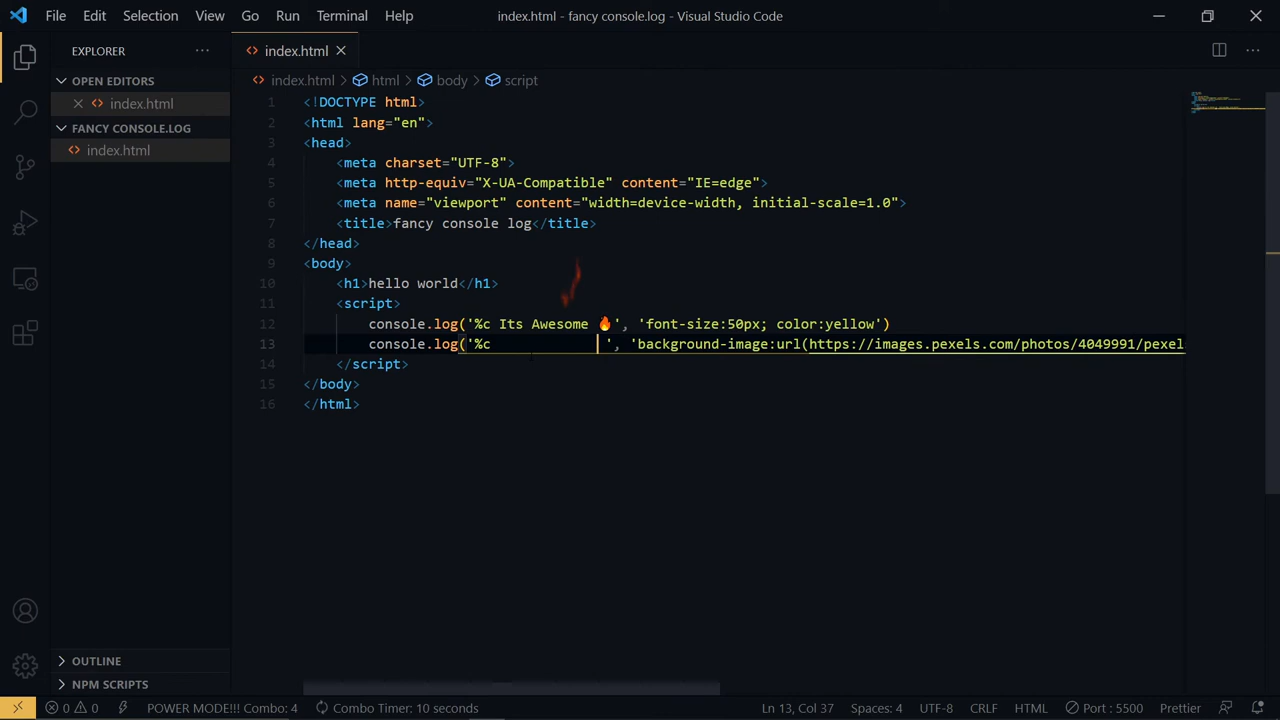 File Edit Selection View Go Run Terminal Help index.html - fancy console.log - Visual Studio Code
EXPLORER ··· index.html
OPEN EDITORS
index.html
FANCY CONSOLE.LOG
index.html
index.html > html > body > script
1 <!DOCTYPE html>
2 <html lang="en">
3 <head>
4 <meta charset="UTF-8">
5 <meta http-equiv="X-UA-Compatible" content="IE=edge">
6 <meta name="viewport" content="width=device-width, initial-scale=1.0">
7 <title>fancy console log</title>
8 </head>
9 <body>
10 <h1>hello world</h1>
11 <script>
12 console.log('%c Its Awesome 🔥', 'font-size:50px; color:yellow')
13 console.log('%c              ', 'background-image:url(https://images.pexels.com/photos/4049991/pexel
14 </script>
15 </body>
16 </html>
OUTLINE
NPM SCRIPTS
0 0 POWER MODE!!! Combo: 4 Combo Timer: 10 seconds Ln 13, Col 37 Spaces: 4 UTF-8 CRLF HTML Port : 5500 Prettier